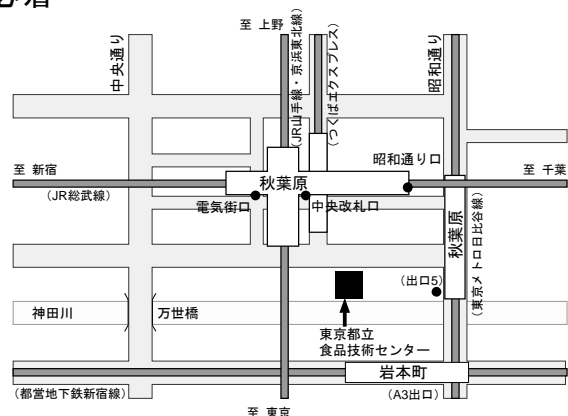 至 上野
中央通り
(JR山手線・京浜東北線)
(つくばエクスプレス)
昭和通り
昭和通り口
至 新宿
秋葉原
至 千葉
(JR総武線)
電気街口
中央改札口
秋葉原
(東京メトロ日比谷線)
(出口5)
神田川
万世橋
東京都立
食品技術センター
岩本町
(都営地下鉄新宿線)
(A3出口)
至 東京